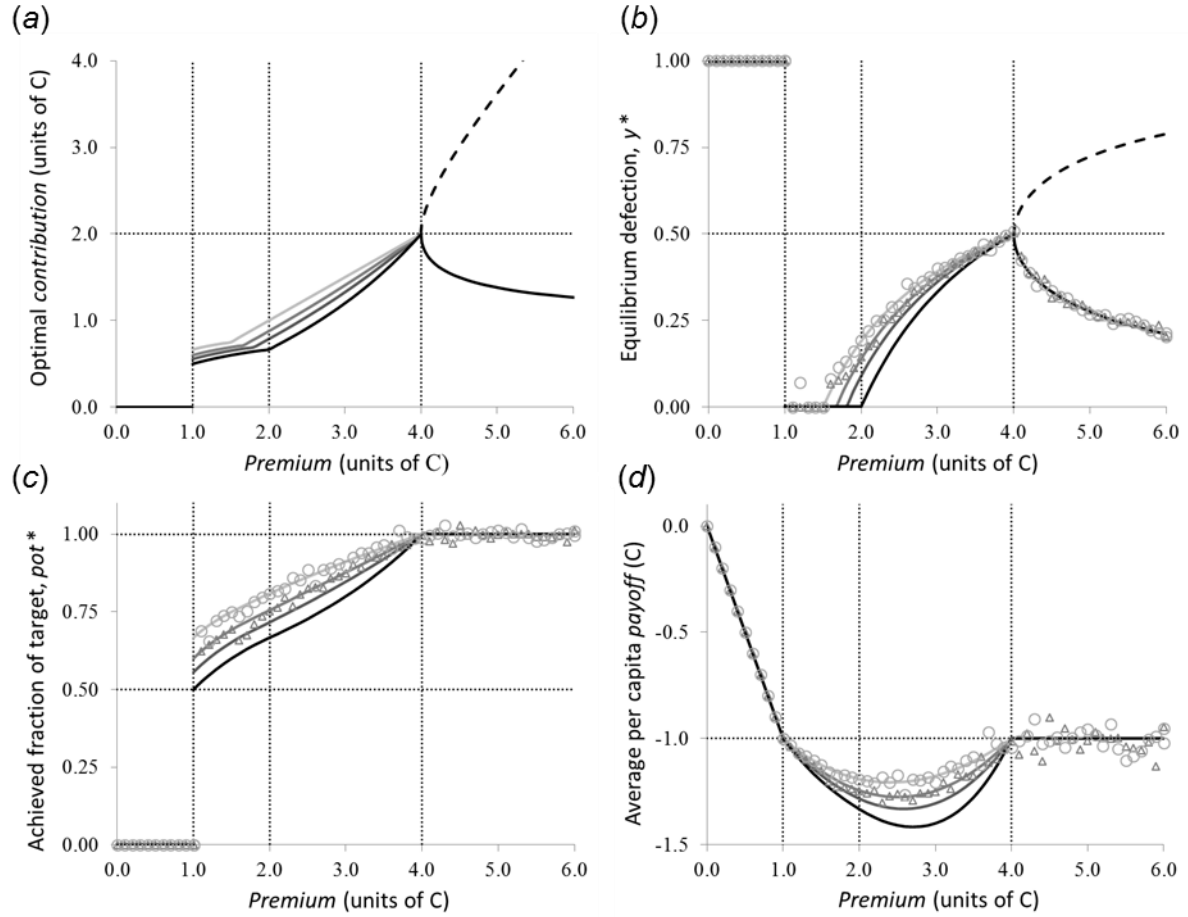 (a)
Optimal contribution (units of C)
4.0
3.0
2.0
1.0
0.0
0.0 1.0 2.0 3.0 4.0 5.0 6.0
Premium (units of C)
(b)
Equilibrium defection, y*
1.00
0.75
0.50
0.25
0.00
0.0 1.0 2.0 3.0 4.0 5.0 6.0
Premium (units of C)
(c)
Achieved fraction of target, pot*
1.00
0.75
0.50
0.25
0.00
0.0 1.0 2.0 3.0 4.0 5.0 6.0
Premium (units of C)
(d)
Average per capita payoff (C)
0.0
-0.5
-1.0
-1.5
0.0 1.0 2.0 3.0 4.0 5.0 6.0
Premium (units of C)